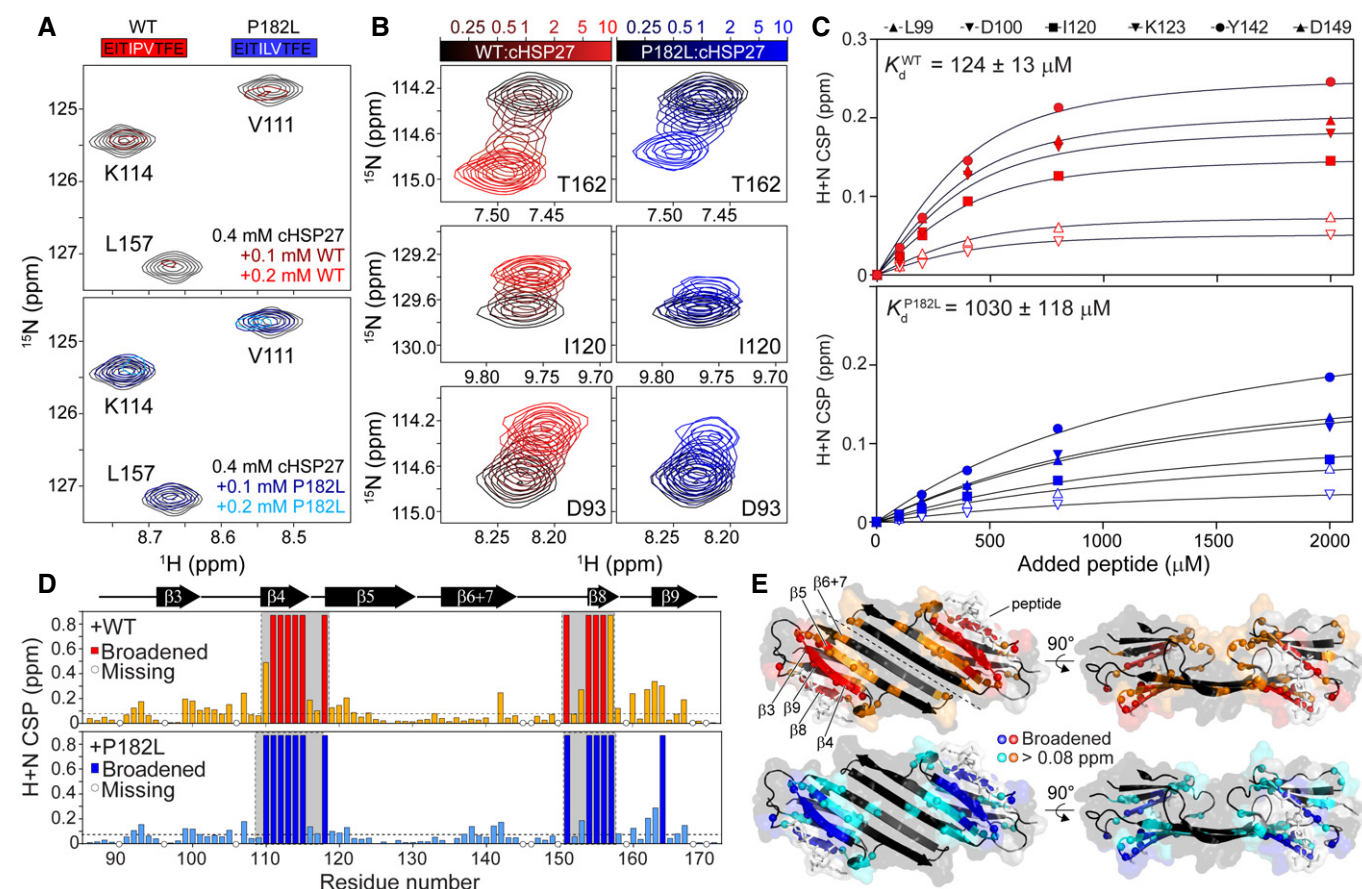 A
WT
P182L
EITIPVTFE
EITILVTFE
125
126
127
V111
K114
L157
0.4 mM cHSP27
+0.1 mM WT
+0.2 mM WT
125
126
127
V111
K114
L157
0.4 mM cHSP27
+0.1 mM P182L
+0.2 mM P182L
15N (ppm)
8.7 8.6 8.5
1H (ppm)
B
0.25 0.5 1 2 5 10
0.25 0.5 1 2 5 10
WT:cHSP27
P182L:cHSP27
15N (ppm)
114.2
114.6
115.0
T162
T162
7.50 7.45
7.50 7.45
15N (ppm)
129.2
129.6
130.0
I120
I120
9.80 9.75 9.70
9.80 9.75 9.70
15N (ppm)
114.2
114.6
115.0
D93
D93
8.25 8.20
8.25 8.20
1H (ppm)
C
L99 D100 I120 K123 Y142 D149
Kd WT = 124 ± 13 μM
H+N CSP (ppm)
0.3
0.2
0.1
0
Kd P182L = 1030 ± 118 μM
H+N CSP (ppm)
0.2
0.1
0
0 500 1000 1500 2000
Added peptide (μM)
D
β3 β4 β5 β6+7 β8 β9
H+N CSP (ppm)
0.8
0.6
0.4
0.2
0
+WT
Broadened
Missing
0.8
0.6
0.4
0.2
0
+P182L
Broadened
Missing
90 100 110 120 130 140 150 160 170
Residue number
E
β6+7
β5
peptide
90°
β3
β9
β8
β4
Broadened
> 0.08 ppm
90°